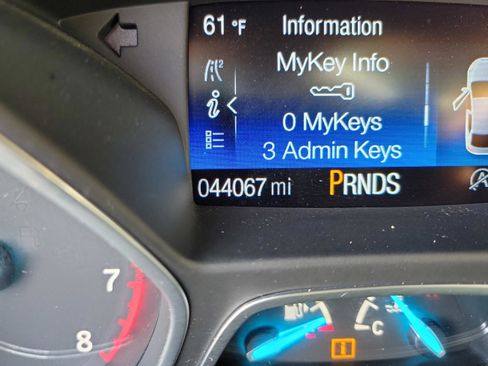 61 °F Information
MyKey Info
0 MyKeys
3 Admin Keys
044067 mi PRNDS
7
8
C